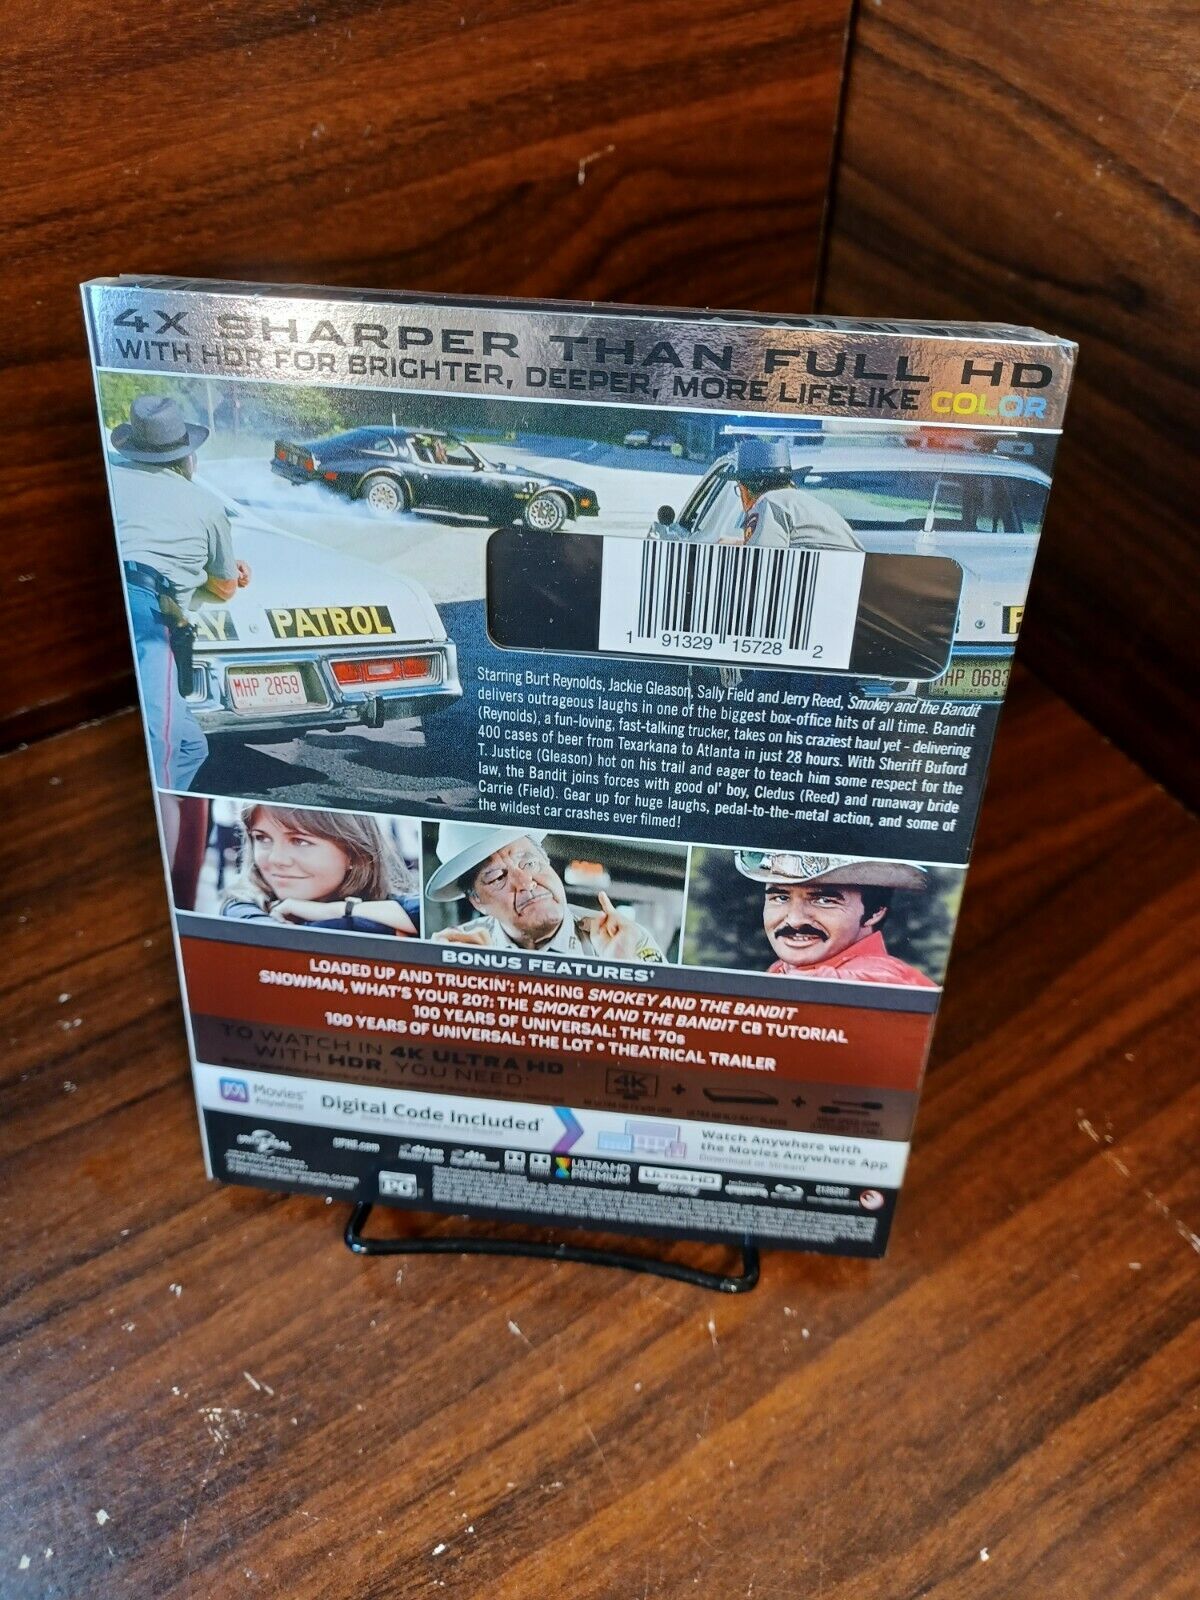 4X SHARPER THAN FULL HD
WITH HDR FOR BRIGHTER, DEEPER, MORE LIFELIKE COLOR
AY PATROL
MHP 2859
P
MISSISSIPPI
MHP 0683
STATE
1 91329 15728 2
Starring Burt Reynolds, Jackie Gleason, Sally Field and Jerry Reed, Smokey and the Bandit
delivers outrageous laughs in one of the biggest box-office hits of all time. Bandit
(Reynolds), a fun-loving, fast-talking trucker, takes on his craziest haul yet - delivering
400 cases of beer from Texarkana to Atlanta in just 28 hours. With Sheriff Buford
T. Justice (Gleason) hot on his trail and eager to teach him some respect for the
law, the Bandit joins forces with good ol' boy, Cledus (Reed) and runaway bride
Carrie (Field). Gear up for huge laughs, pedal-to-the-metal action, and some of
the wildest car crashes ever filmed!
BONUS FEATURES†
LOADED UP AND TRUCKIN': MAKING SMOKEY AND THE BANDIT
SNOWMAN, WHAT'S YOUR 20?: THE SMOKEY AND THE BANDIT CB TUTORIAL
100 YEARS OF UNIVERSAL: THE '70s
100 YEARS OF UNIVERSAL: THE LOT • THEATRICAL TRAILER
TO WATCH IN 4K ULTRA HD
WITH HDR, YOU NEED:
4K + +
Movies Anywhere
Digital Code Included*
Watch Anywhere with
the Movies Anywhere App
Download or Stream
UNIVERSAL
UPHE.COM
ULTRA HD PREMIUM
ULTRA HD
PG